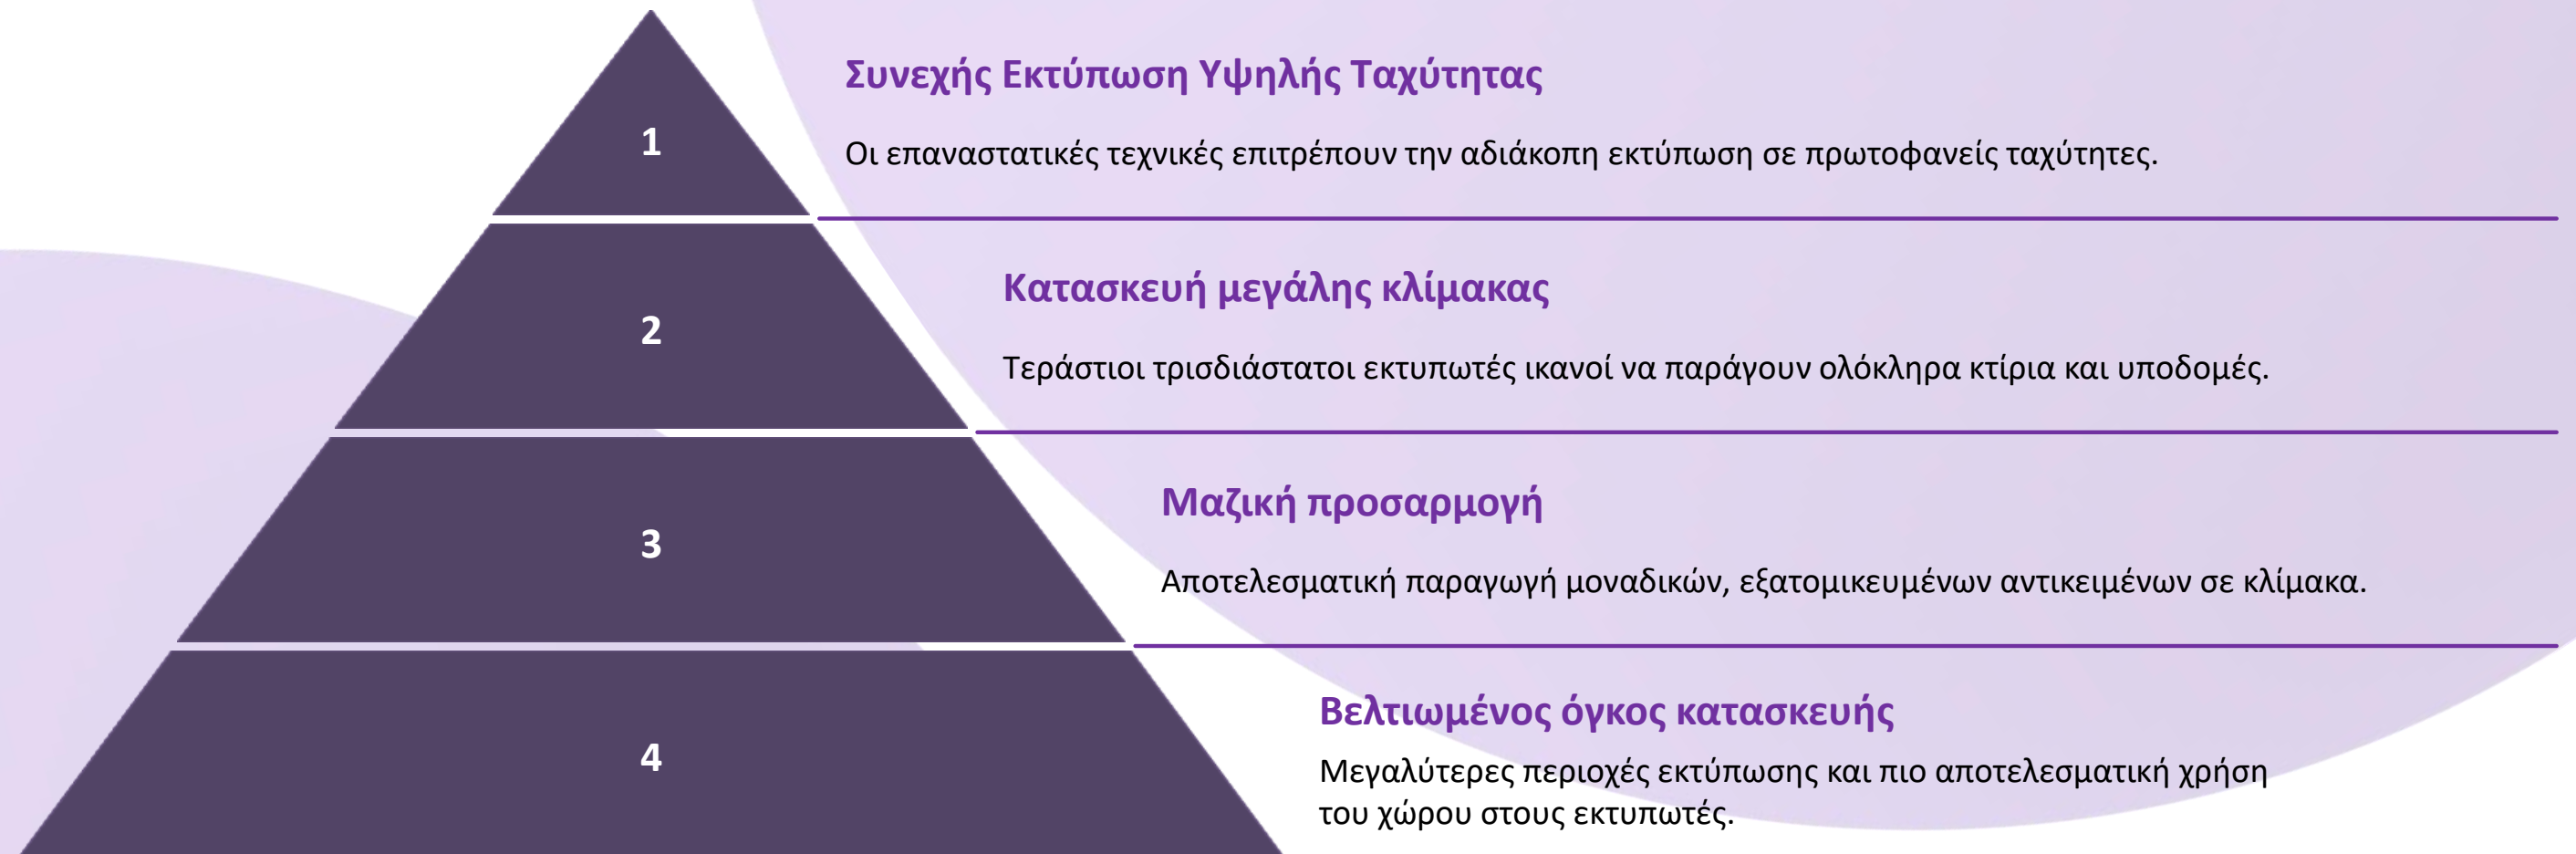 1
Συνεχής Εκτύπωση Υψηλής Ταχύτητας
Οι επαναστατικές τεχνικές επιτρέπουν την αδιάκοπη εκτύπωση σε πρωτοφανείς ταχύτητες.
2
Κατασκευή μεγάλης κλίμακας
Τεράστιοι τρισδιάστατοι εκτυπωτές ικανοί να παράγουν ολόκληρα κτίρια και υποδομές.
3
Μαζική προσαρμογή
Αποτελεσματική παραγωγή μοναδικών, εξατομικευμένων αντικειμένων σε κλίμακα.
4
Βελτιωμένος όγκος κατασκευής
Μεγαλύτερες περιοχές εκτύπωσης και πιο αποτελεσματική χρήση
του χώρου στους εκτυπωτές.